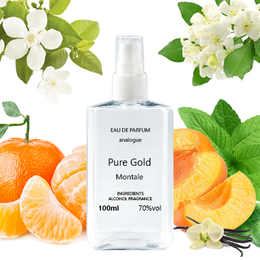 EAU DE PARFUM
analogue
Pure Gold
Montale
INGREDIENTS
ALCOHOL FRAGRANCE
100ml 70%vol